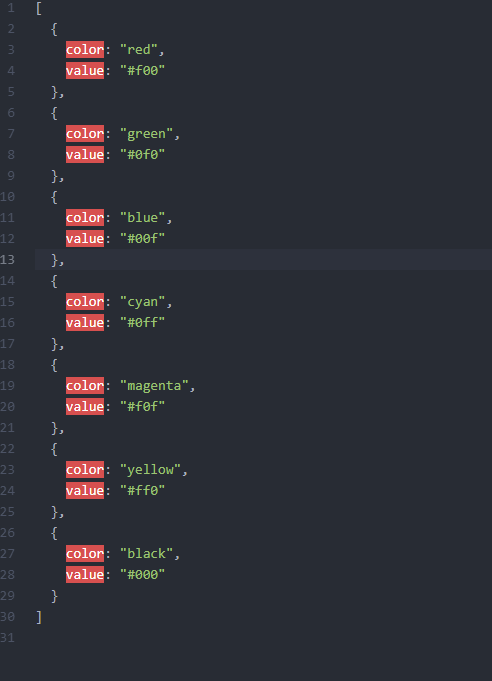 1 [
2   {
3     color: "red",
4     value: "#f00"
5   },
6   {
7     color: "green",
8     value: "#0f0"
9   },
10   {
11     color: "blue",
12     value: "#00f"
13   },
14   {
15     color: "cyan",
16     value: "#0ff"
17   },
18   {
19     color: "magenta",
20     value: "#f0f"
21   },
22   {
23     color: "yellow",
24     value: "#ff0"
25   },
26   {
27     color: "black",
28     value: "#000"
29   }
30 ]
31